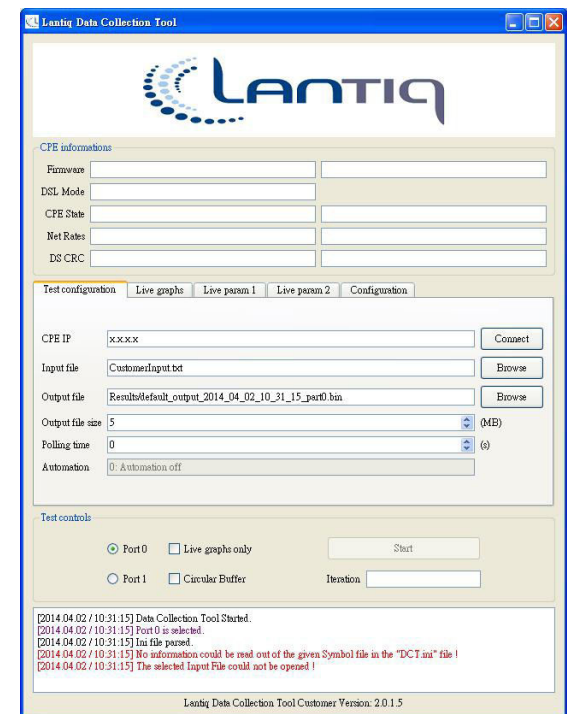 Lantiq Data Collection Tool
LANTIQ
CPE informations
Firmware
DSL Mode
CPE State
Net Rates
DS CRC
Test configuration Live graphs Live param 1 Live param 2 Configuration
CPE IP x.x.x.x Connect
Input file CustomerInput.txt Browse
Output file Results/default_output_2014_04_02_10_31_15_part0.bin Browse
Output file size 5 (MB)
Polling time 0 (s)
Automation 0: Automation off
Test controls
Port 0 Live graphs only Start
Port 1 Circular Buffer Iteration
[2014.04.02 / 10:31:15] Data Collection Tool Started.
[2014.04.02 / 10:31:15] Port 0 is selected.
[2014.04.02 / 10:31:15] Ini file parsed.
[2014.04.02 / 10:31:15] No information could be read out of the given Symbol file in the "DCT.ini" file !
[2014.04.02 / 10:31:15] The selected Input File could not be opened !
Lantiq Data Collection Tool Customer Version: 2.0.1.5